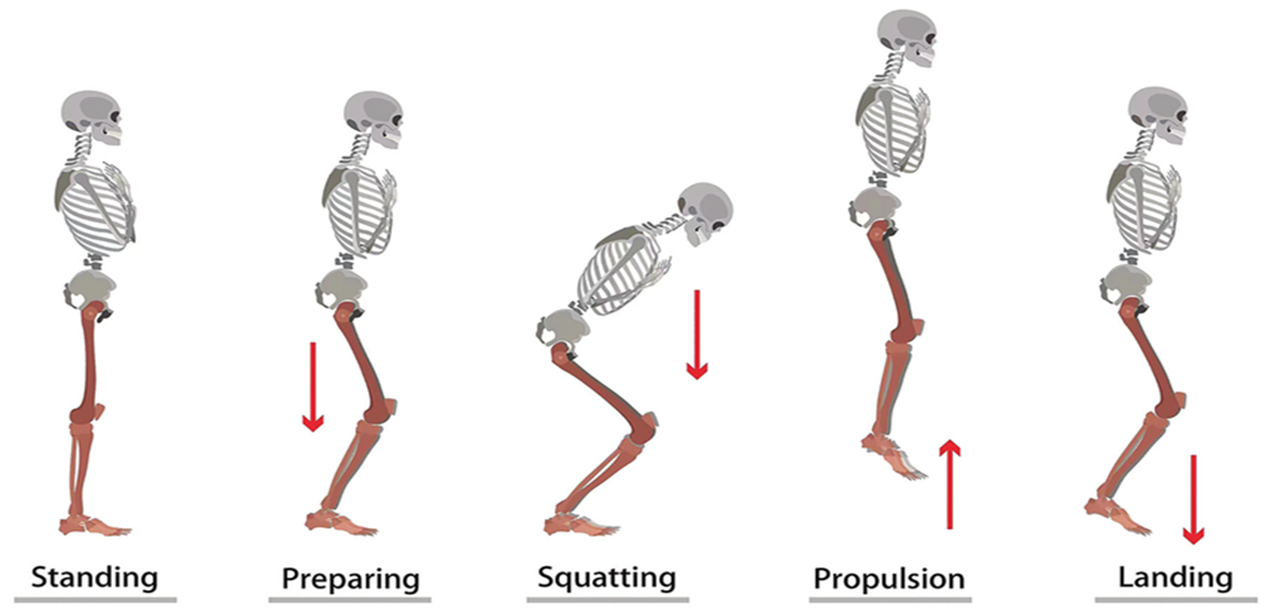 Standing
Preparing
Squatting
Propulsion
Landing